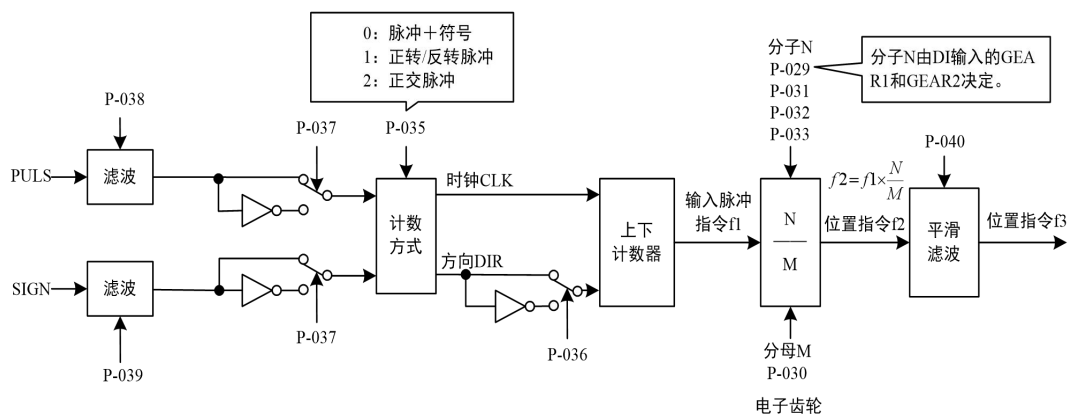 0：脉冲＋符号
1：正转/反转脉冲
2：正交脉冲
分子N
P-029
P-031
P-032
P-033
分子N由DI输入的GEA
R1和GEAR2决定。
P-038
P-037
P-035
P-040
PULS
滤波
时钟CLK
计数
方式
方向DIR
上下
计数器
输入脉冲
指令f1
N
M
f2=f1×N/M
位置指令f2
平滑
滤波
位置指令f3
SIGN
滤波
P-037
P-036
P-039
分母M
P-030
电子齿轮